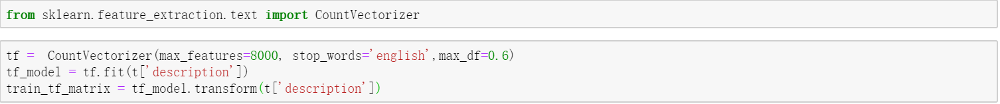 from sklearn.feature_extraction.text import CountVectorizer
tf =  CountVectorizer(max_features=8000, stop_words='english',max_df=0.6)
tf_model = tf.fit(t['description'])
train_tf_matrix = tf_model.transform(t['description'])